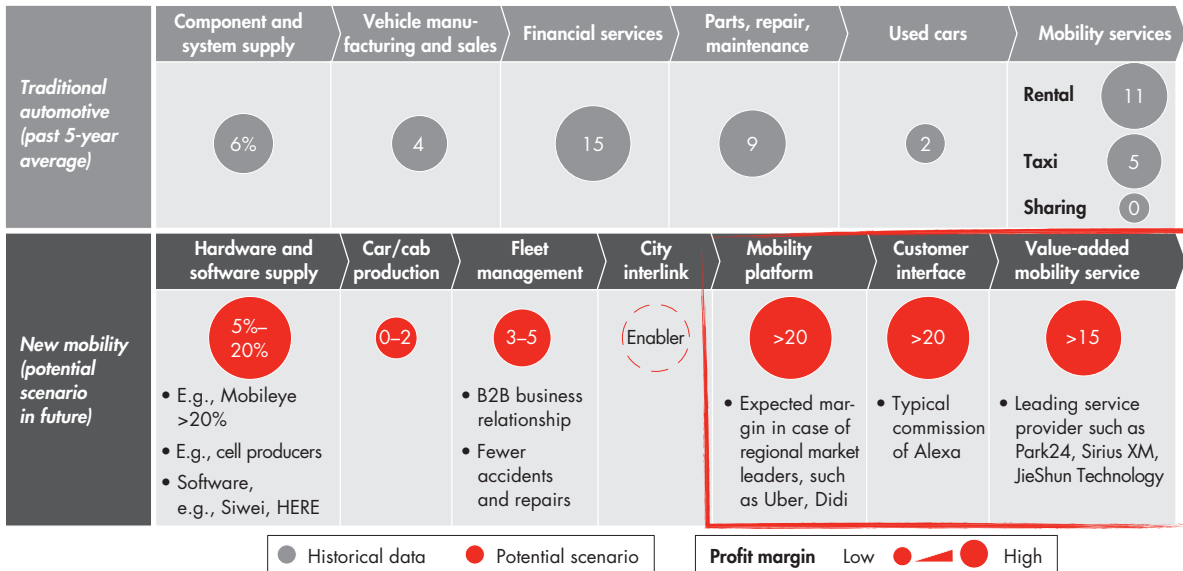 Component and
system supply
Vehicle manu-
facturing and sales
Financial services
Parts, repair,
maintenance
Used cars
Mobility services
Traditional
automotive
(past 5-year
average)
6%
4
15
9
2
Rental
11
Taxi
5
Sharing
0
Hardware and
software supply
Car/cab
production
Fleet
management
City
interlink
Mobility
platform
Customer
interface
Value-added
mobility service
New mobility
(potential
scenario
in future)
5%–
20%
• E.g., Mobileye
>20%
• E.g., cell producers
• Software,
e.g., Siwei, HERE
0–2
3–5
• B2B business
relationship
• Fewer
accidents
and repairs
Enabler
>20
• Expected mar-
gin in case of
regional market
leaders, such
as Uber, Didi
>20
• Typical
commission
of Alexa
>15
• Leading service
provider such as
Park24, Sirius XM,
JieShun Technology
Historical data
Potential scenario
Profit margin
Low
High